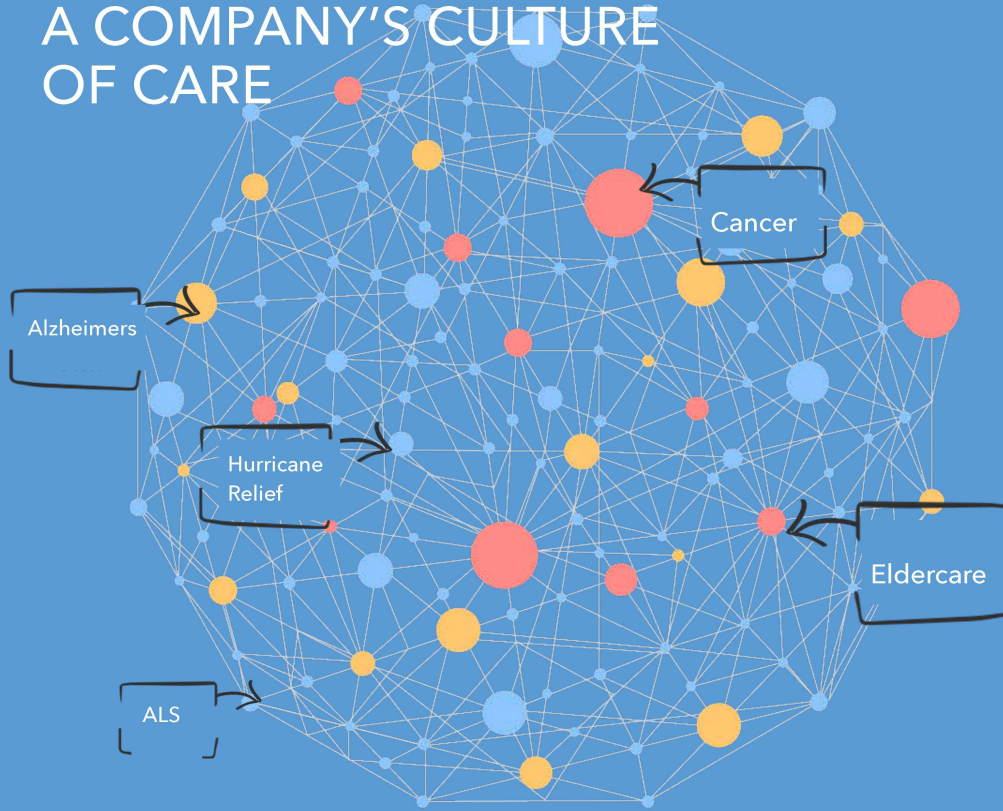 A COMPANY'S CULTURE
OF CARE
Cancer
Alzheimers
Hurricane
Relief
Eldercare
ALS